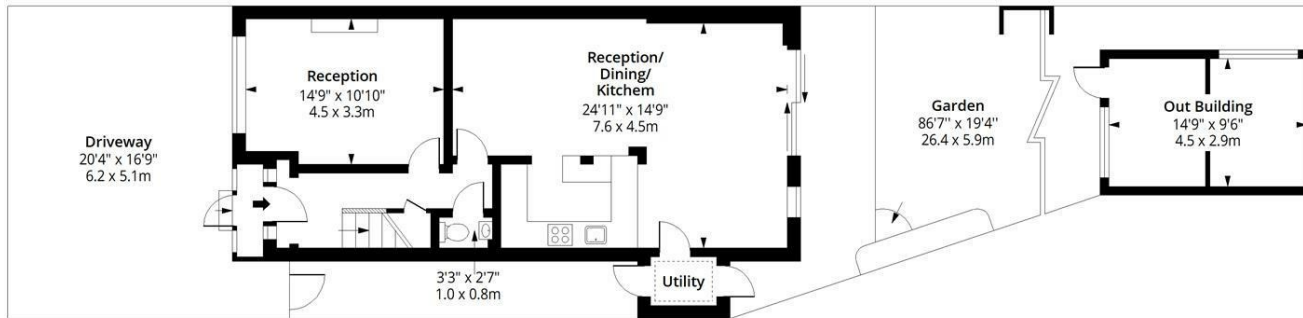 Driveway
20'4" x 16'9"
6.2 x 5.1m
Reception
14'9" x 10'10"
4.5 x 3.3m
3'3" x 2'7"
1.0 x 0.8m
Reception/
Dining/
Kitchem
24'11" x 14'9"
7.6 x 4.5m
Utility
Garden
86'7" x 19'4"
26.4 x 5.9m
Out Building
14'9" x 9'6"
4.5 x 2.9m